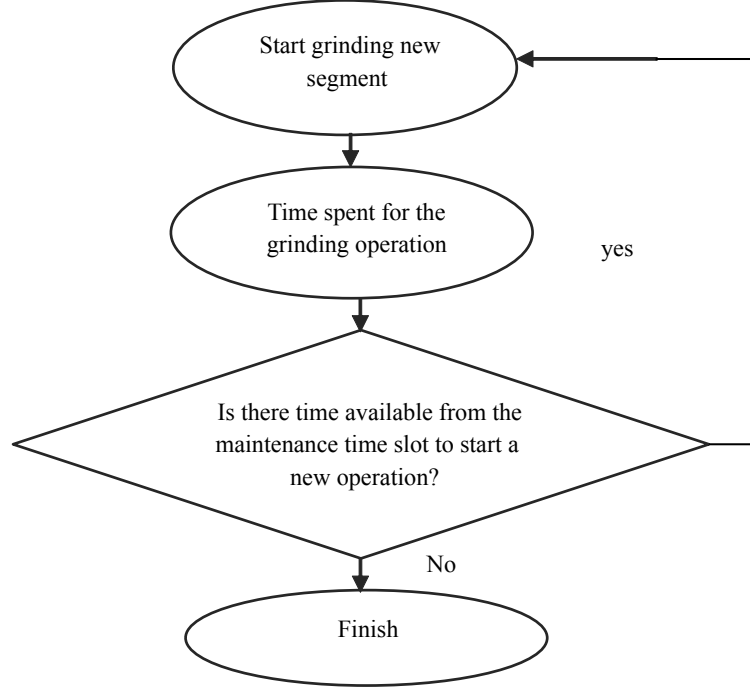 Start grinding new
segment
Time spent for the
grinding operation
yes
Is there time available from the
maintenance time slot to start a
new operation?
No
Finish